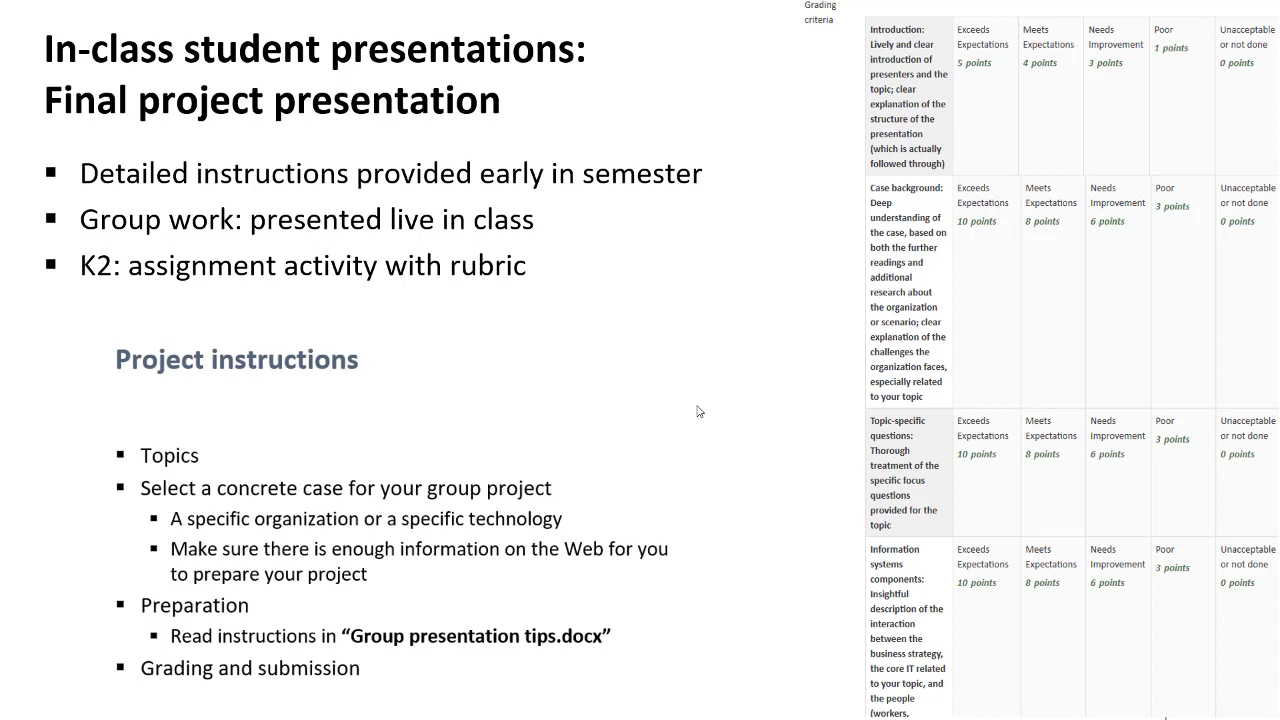 In-class student presentations:
Final project presentation
▪ Detailed instructions provided early in semester
▪ Group work: presented live in class
▪ K2: assignment activity with rubric
Project instructions
▪ Topics
▪ Select a concrete case for your group project
▪ A specific organization or a specific technology
▪ Make sure there is enough information on the Web for you
to prepare your project
▪ Preparation
▪ Read instructions in “Group presentation tips.docx”
▪ Grading and submission
Grading
criteria
Introduction:
Lively and clear
introduction of
presenters and the
topic; clear
explanation of the
structure of the
presentation
(which is actually
followed through)
Exceeds
Expectations
5 points
Meets
Expectations
4 points
Needs
Improvement
3 points
Poor
1 points
Unacceptable
or not done
0 points
Case background:
Deep
understanding of
the case, based on
both the further
readings and
additional
research about
the organization
or scenario; clear
explanation of the
challenges the
organization faces,
especially related
to your topic
Exceeds
Expectations
10 points
Meets
Expectations
8 points
Needs
Improvement
6 points
Poor
3 points
Unacceptable
or not done
0 points
Topic-specific
questions:
Thorough
treatment of the
specific focus
questions
provided for the
topic
Exceeds
Expectations
10 points
Meets
Expectations
8 points
Needs
Improvement
6 points
Poor
3 points
Unacceptable
or not done
0 points
Information
systems
components:
Insightful
description of the
interaction
between the
business strategy,
the core IT related
to your topic, and
the people
(workers,
Exceeds
Expectations
10 points
Meets
Expectations
8 points
Needs
Improvement
6 points
Poor
3 points
Unacceptable
or not done
0 points